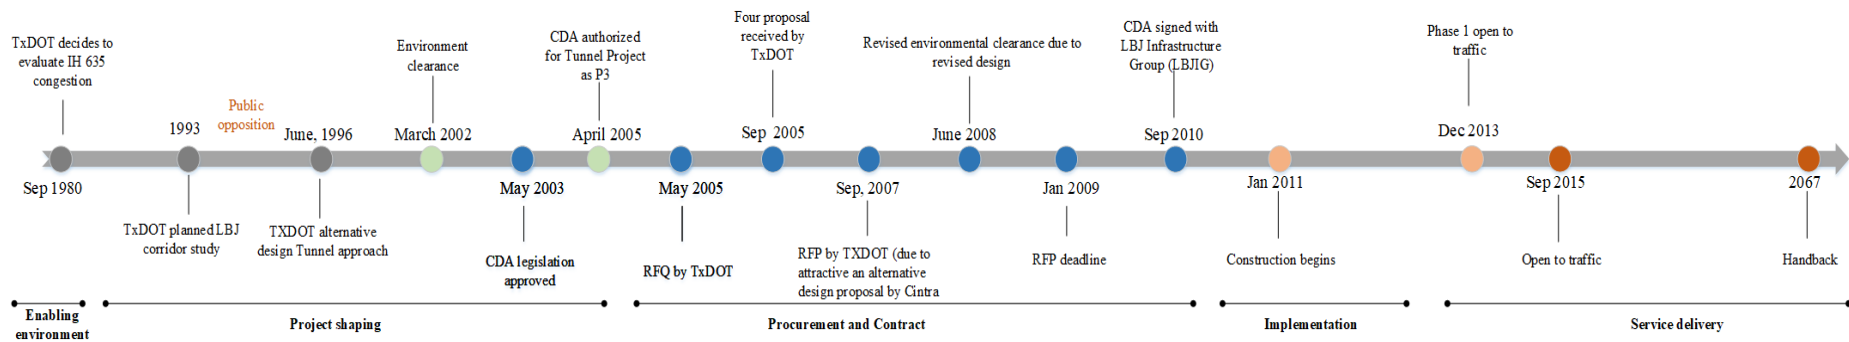 TxDOT decides to
evaluate IH 635
congestion
Sep 1980
1993
TxDOT planned LBJ
corridor study
Public
opposition
June, 1996
TXDOT alternative
design Tunnel approach
Environment
clearance
March 2002
May 2003
CDA legislation
approved
CDA authorized
for Tunnel Project
as P3
April 2005
May 2005
RFQ by TxDOT
Four proposal
received by
TxDOT
Sep 2005
Sep, 2007
RFP by TXDOT (due to
attractive an alternative
design proposal by Cintra
Revised environmental clearance due to
revised design
June 2008
Jan 2009
RFP deadline
CDA signed with
LBJ Infrastructure
Group (LBJIG)
Sep 2010
Jan 2011
Construction begins
Phase 1 open to
traffic
Dec 2013
Sep 2015
Open to traffic
2067
Handback
Enabling
environment
Project shaping
Procurement and Contract
Implementation
Service delivery